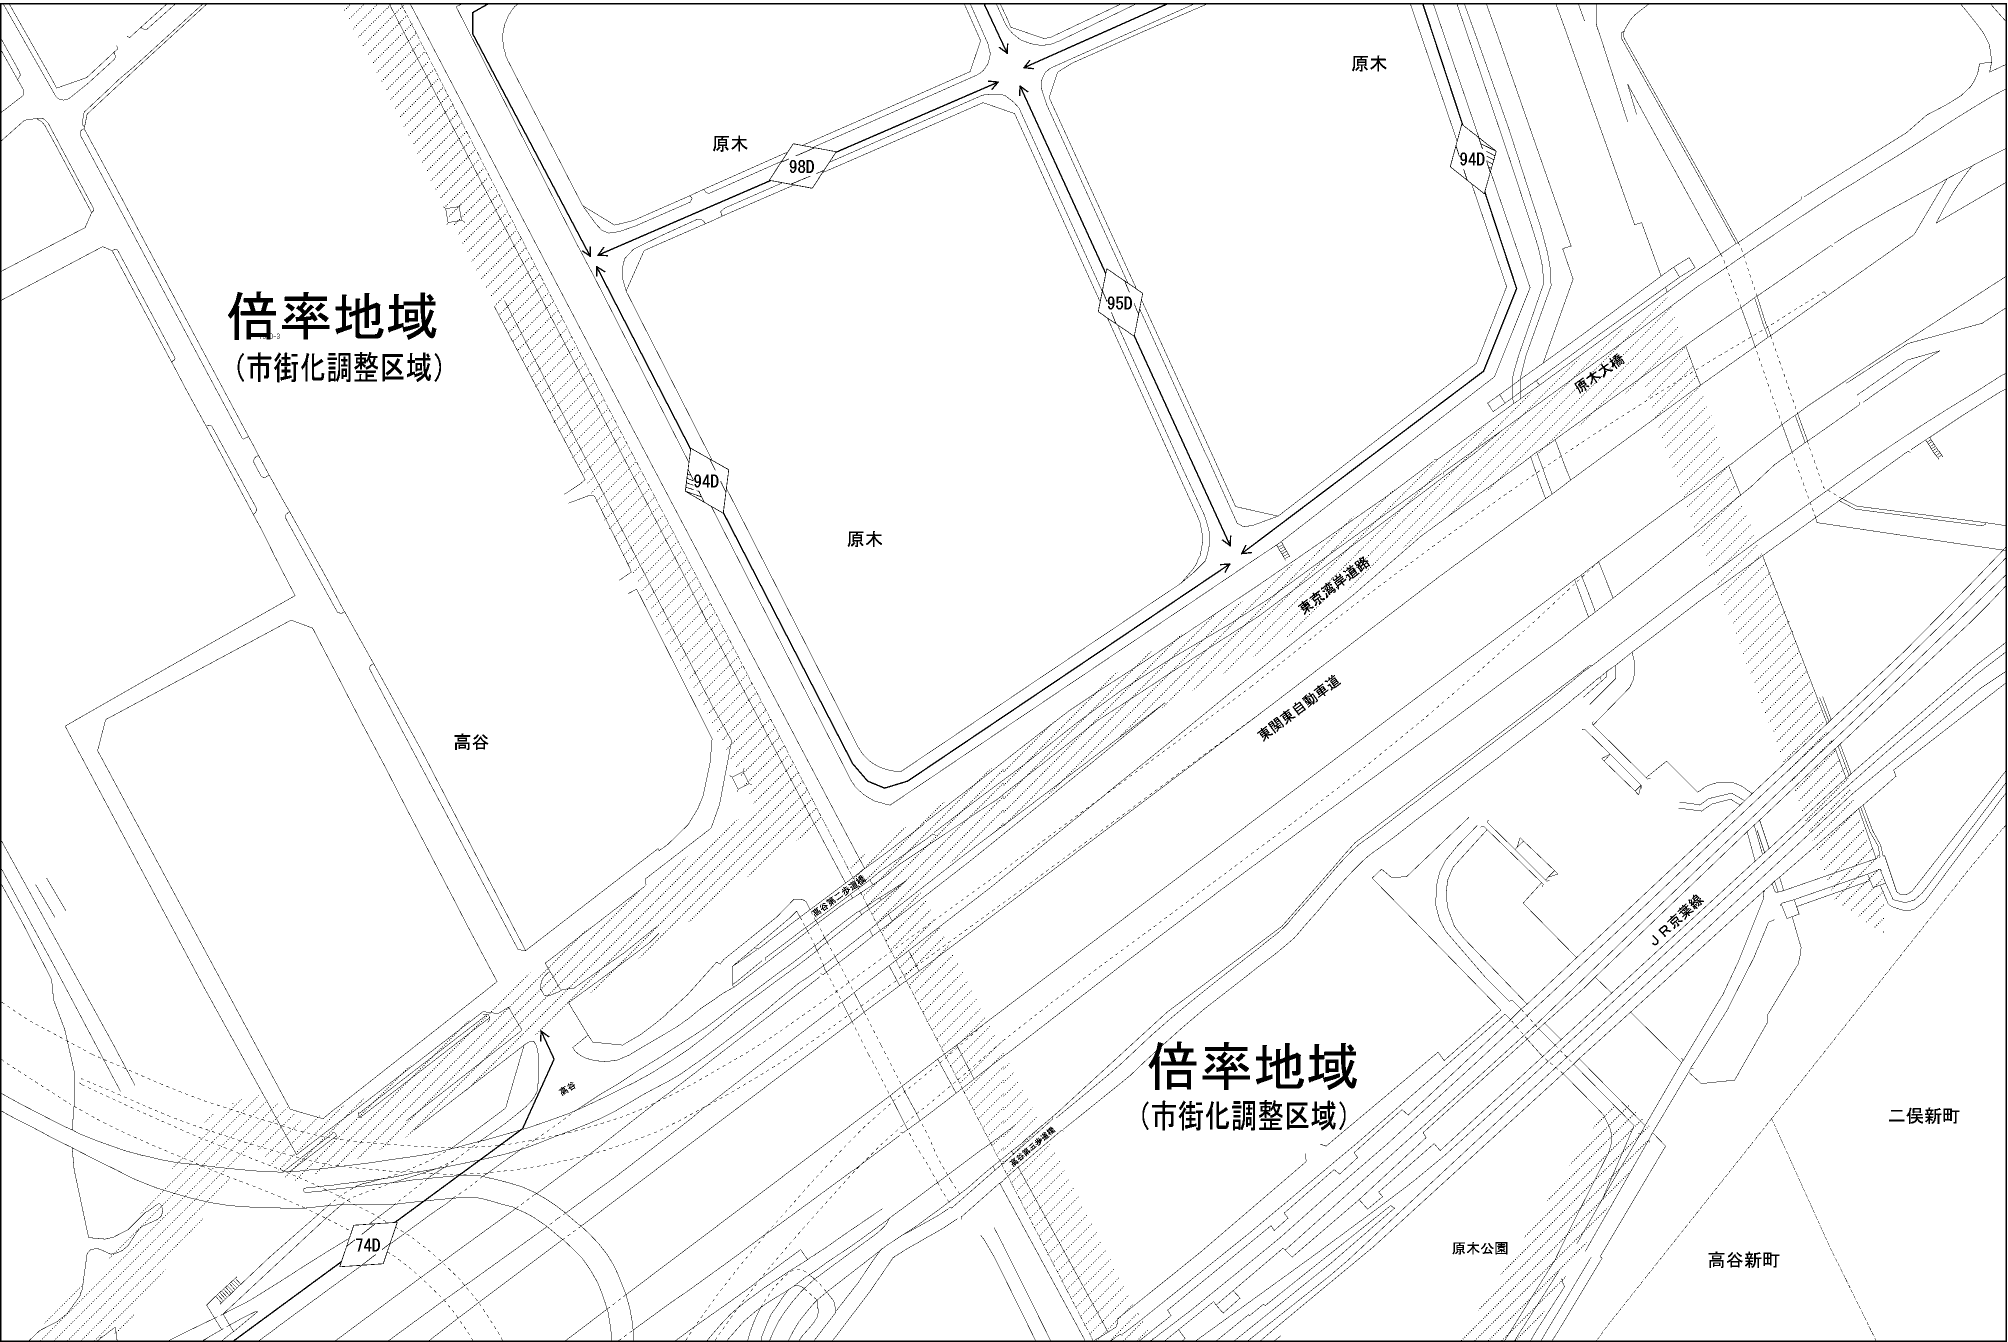 原木
原木
98D
94D
倍率地域
（市街化調整区域）
95D
原木大橋
94D
原木
東京湾岸道路
東関東自動車道
高谷
高谷第二歩道橋
JR京葉線
倍率地域
（市街化調整区域）
高谷
高谷第三歩道橋
二俣新町
74D
原木公園
高谷新町